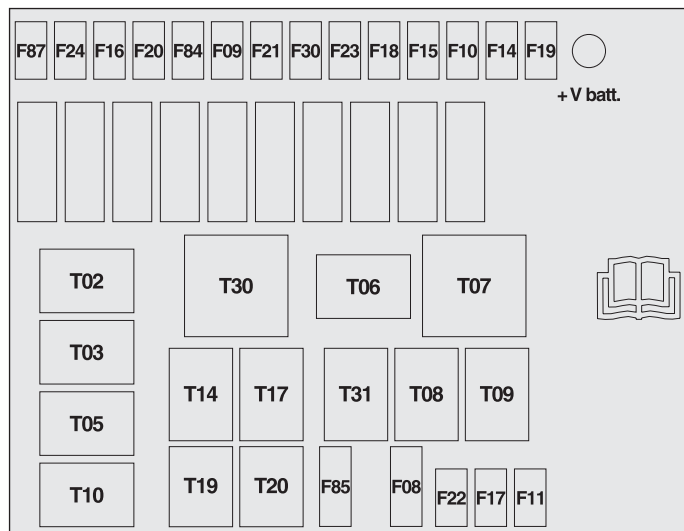 F87 F24 F16 F20 F84 F09 F21 F30 F23 F18 F15 F10 F14 F19
+ V batt.
T02
T30 T06 T07
T03
T14 T17 T31 T08 T09
T05
T10 T19 T20 F85 F08 F22 F17 F11